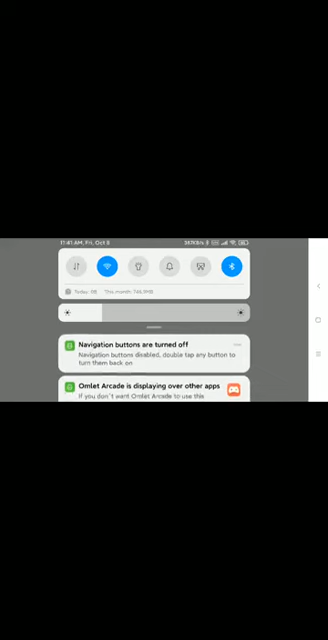 11:41 AM, Fri, Oct 8
Today: 0B This month: 746.9MB
Navigation buttons are turned off
Navigation buttons disabled, double tap any button to
turn them back on
Omlet Arcade is displaying over other apps
If you don't want Omlet Arcade to use this